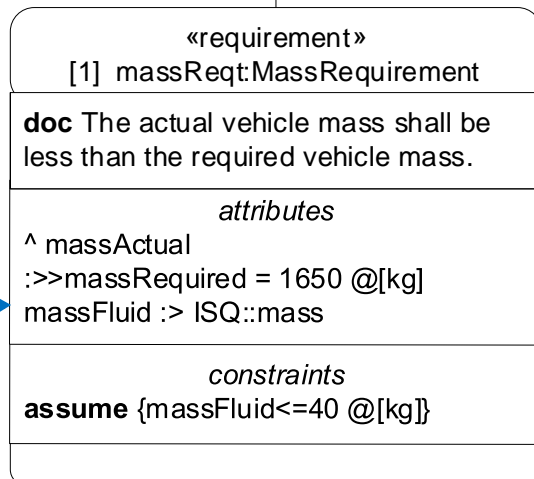 «requirement»
[1] massReqt:MassRequirement
doc The actual vehicle mass shall be
less than the required vehicle mass.
attributes
^ massActual
:>>massRequired = 1650 @[kg]
massFluid :> ISQ::mass
constraints
assume {massFluid<=40 @[kg]}